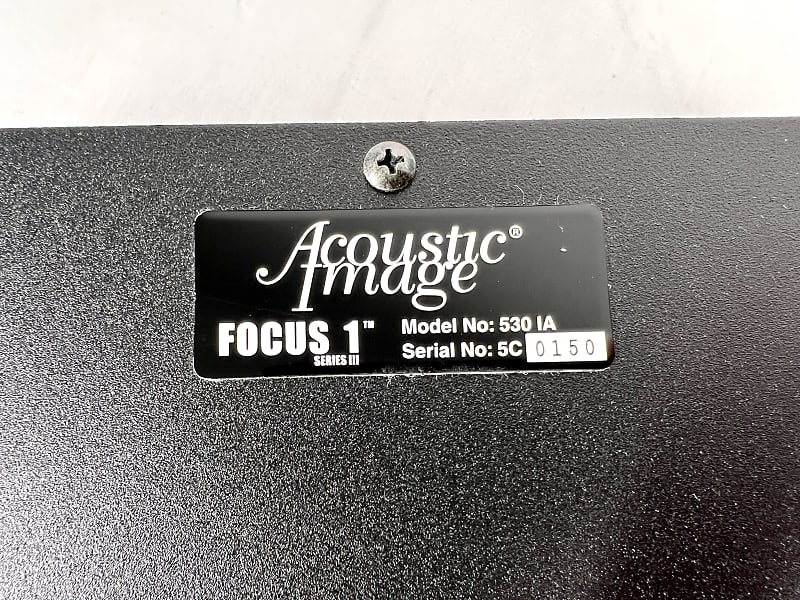 Acoustic®
Image
FOCUS 1™
SERIES III
Model No: 530 IA
Serial No: 5C 0150